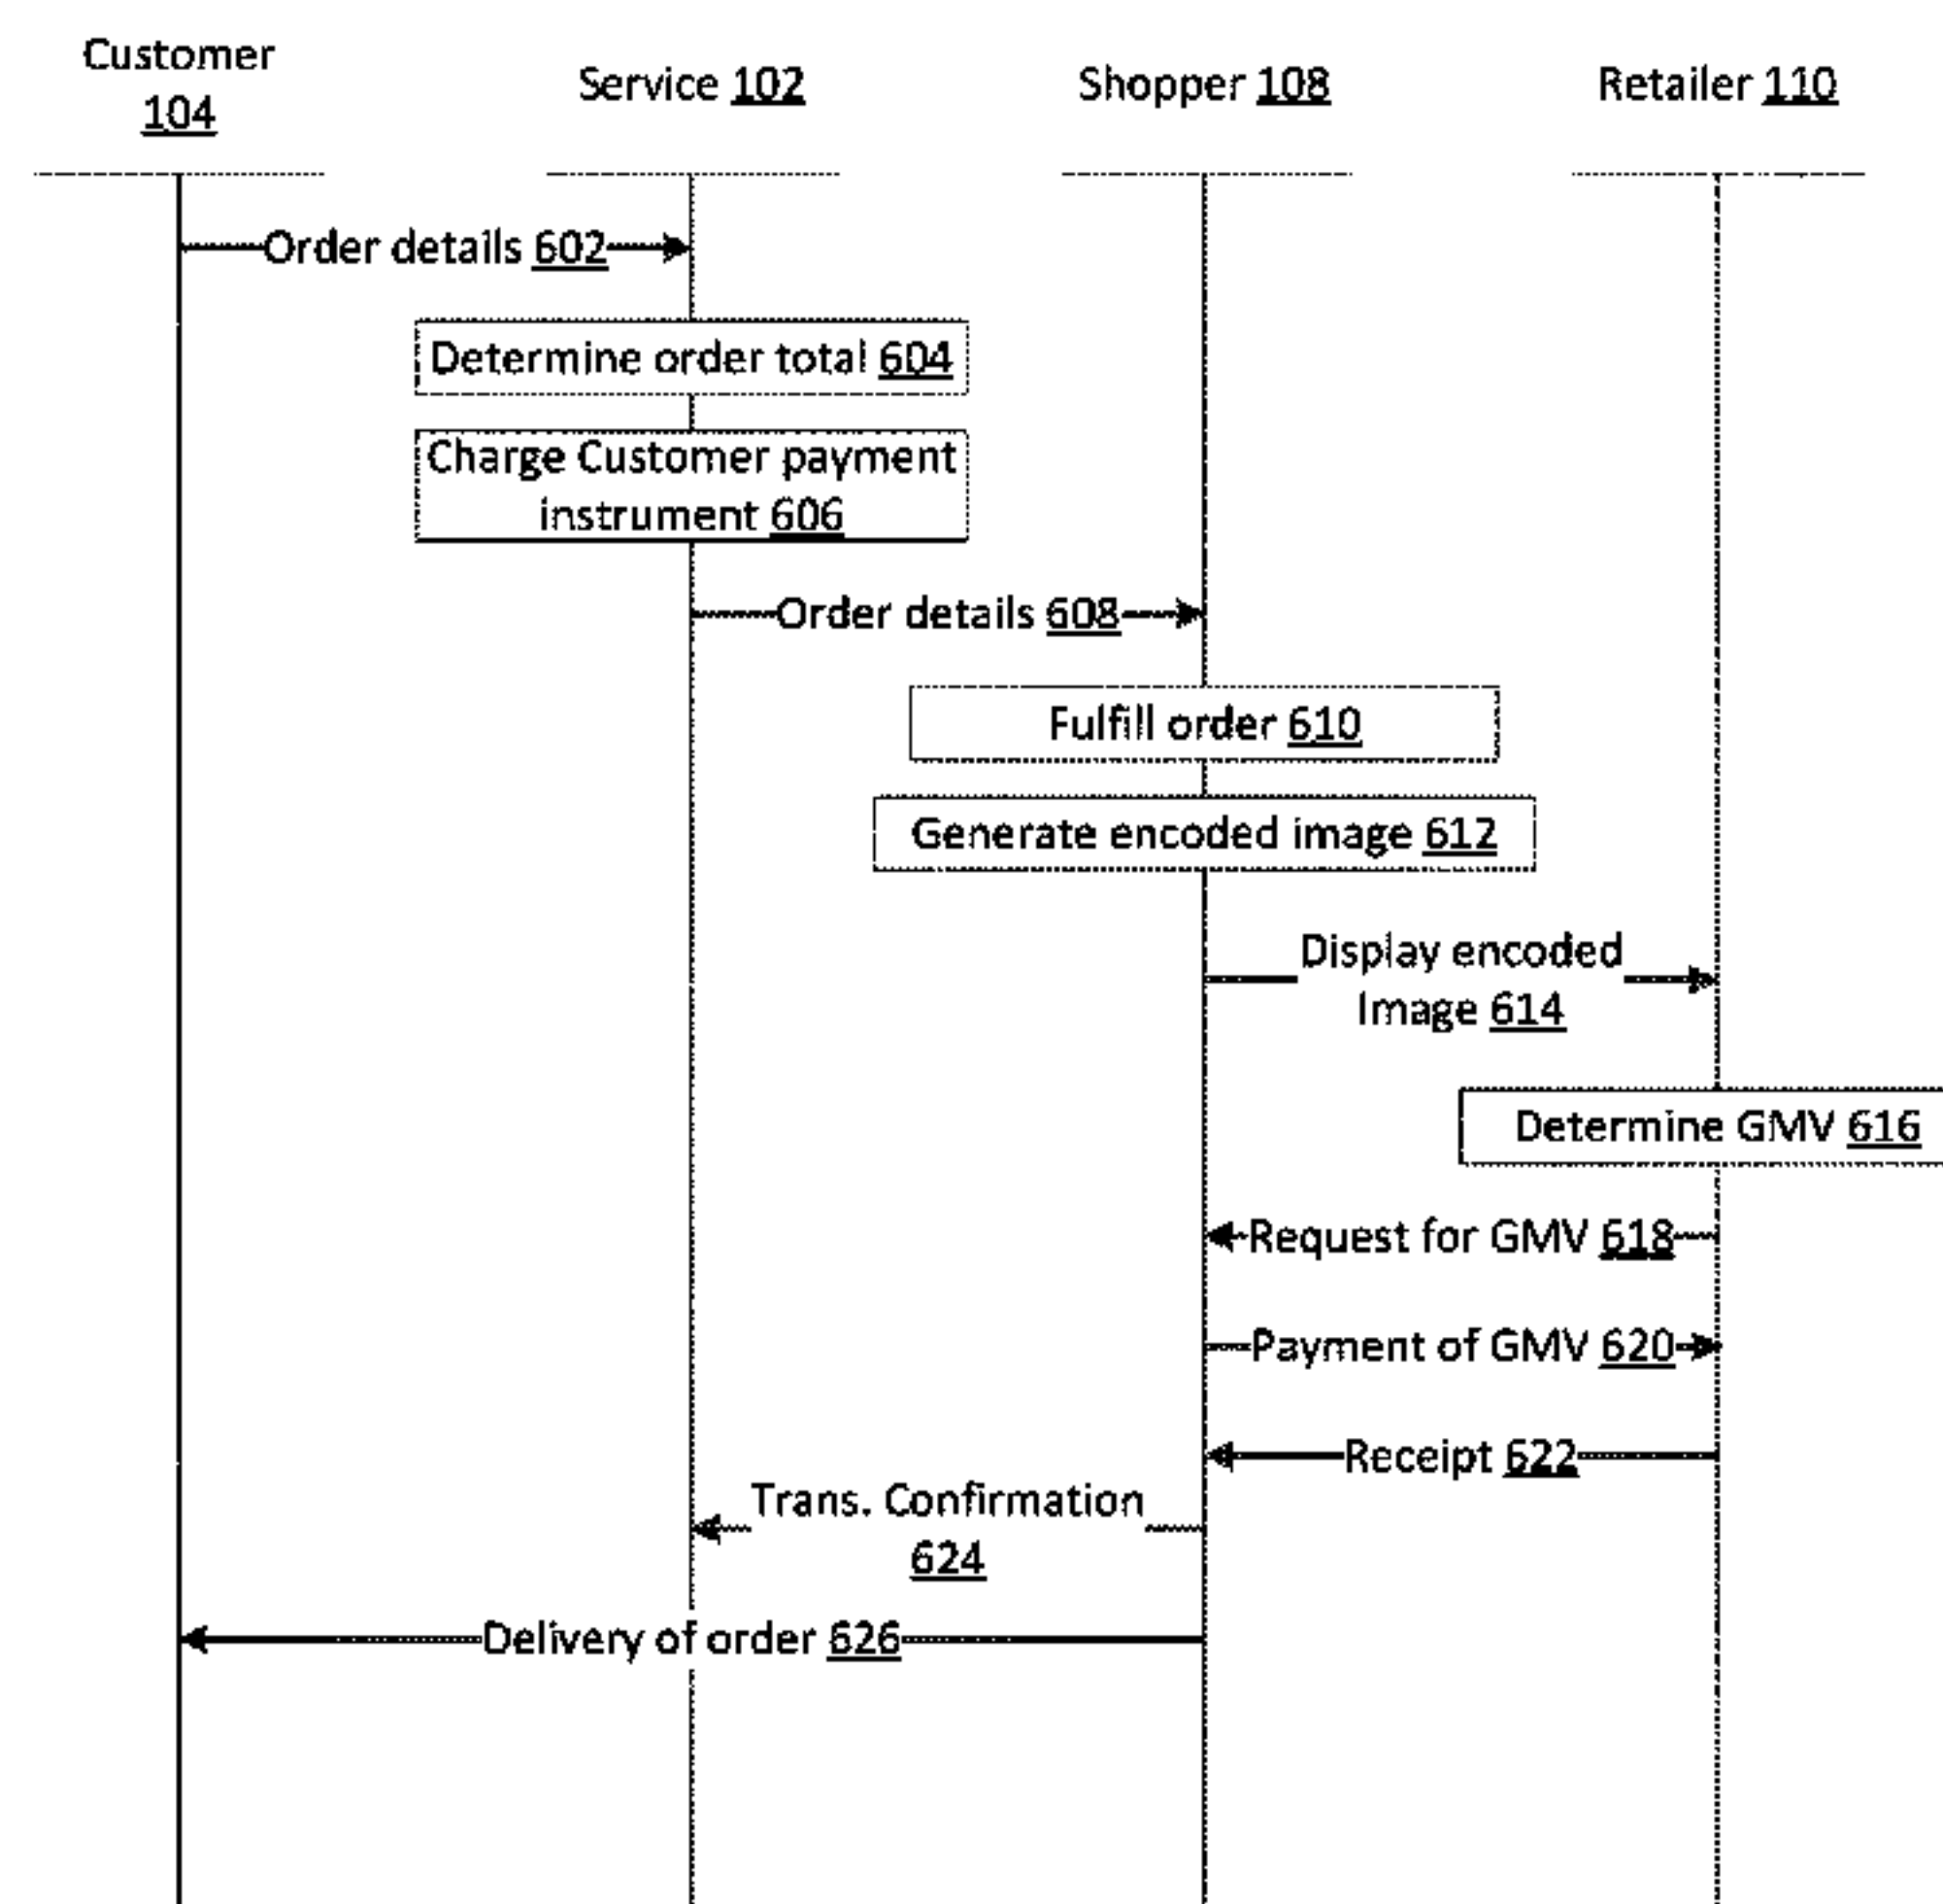 Customer
104
Service 102
Shopper 108
Retailer 110
Order details 602
Determine order total 604
Charge Customer payment
instrument 606
Order details 608
Fulfill order 610
Generate encoded image 612
Display encoded
Image 614
Determine GMV 616
Request for GMV 618
Payment of GMV 620
Receipt 622
Trans. Confirmation
624
Delivery of order 626